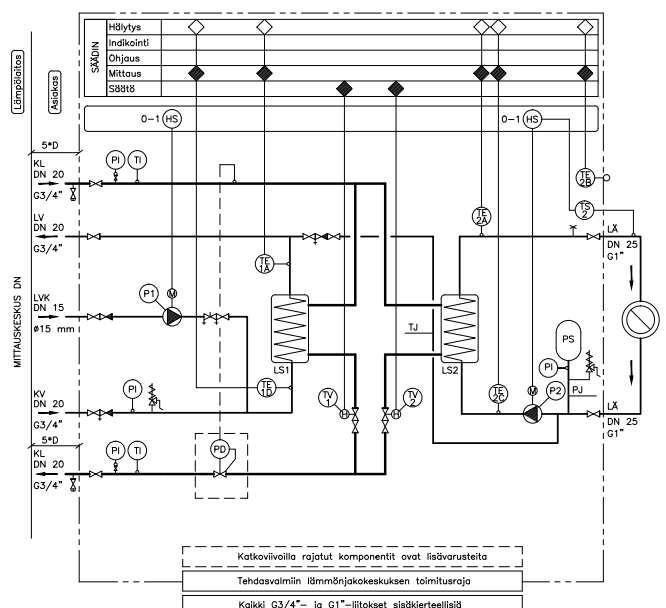 Hälytys
Indikointi
Ohjaus
Mittaus
Säätö
SÄÄDIN
Lämpölaitos
Asiakas
0-1 HS
0-1 HS
5*D
KL
DN 20
G3/4"
PI
TI
TE 2B
TS 2
LV
DN 20
G3/4"
TE 2A
LÄ
DN 25
G1"
TE 1A
LVK
DN 15
ø15 mm
P1
M
TJ
PS
MITTAUSKESKUS DN
LS1
LS2
PI
TE 1D
TV 1
TV 2
TE 2C
M
P2
PJ
KV
DN 20
G3/4"
PI
LÄ
DN 25
G1"
H
H
5*D
KL
DN 20
G3/4"
PI
TI
PD
Katkoviivoilla rajatut komponentit ovat lisävarusteita
Tehdasvalmiin lämmönjakokeskuksen toimitusraja
Kaikki G3/4"- ja G1"-liitokset sisäkierteellisiä